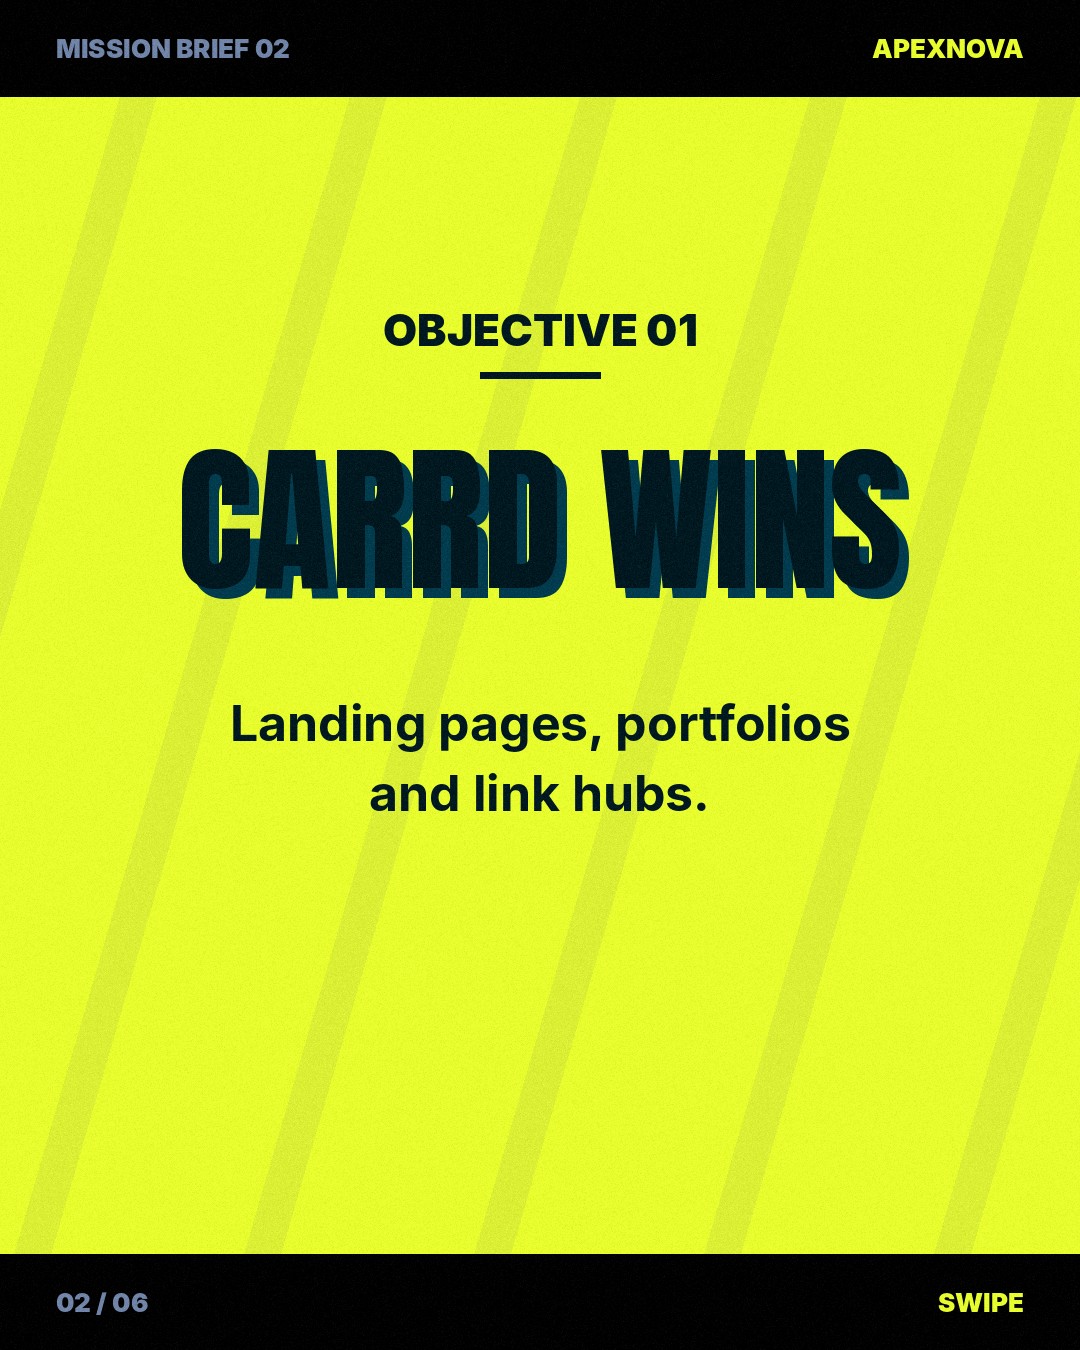 MISSION BRIEF 02
APEXNOVA
OBJECTIVE 01
CARRD WINS
Landing pages, portfolios
and link hubs.
02 / 06
SWIPE